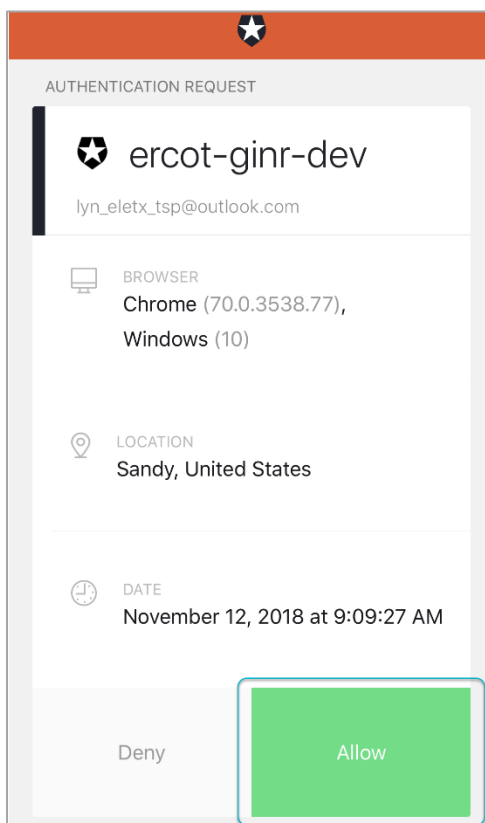 AUTHENTICATION REQUEST
ercot-ginr-dev
lyn_eletx_tsp@outlook.com
BROWSER
Chrome (70.0.3538.77),
Windows (10)
LOCATION
Sandy, United States
DATE
November 12, 2018 at 9:09:27 AM
Deny
Allow